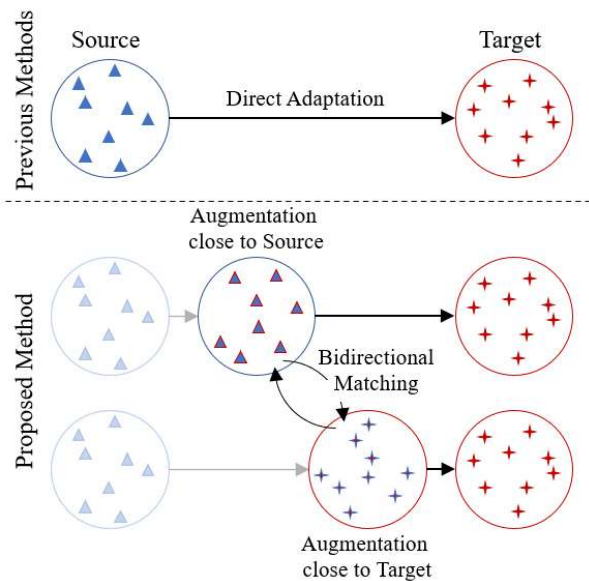 Previous Methods
Source
Target
Direct Adaptation
Proposed Method
Augmentation
close to Source
Bidirectional
Matching
Augmentation
close to Target